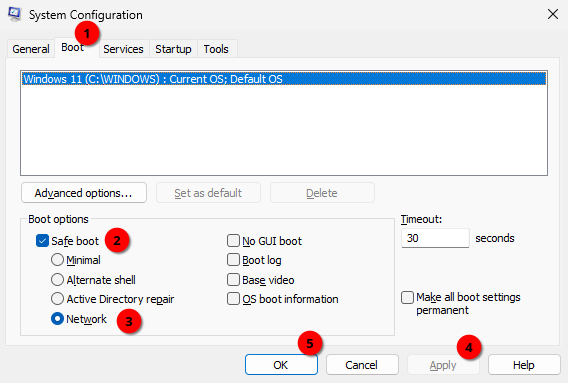 System Configuration
1
General Boot Services Startup Tools
Windows 11 (C:\WINDOWS) : Current OS; Default OS
Advanced options... Set as default Delete
Boot options
Timeout:
Safe boot 2 No GUI boot
30 seconds
Minimal Boot log
Alternate shell Base video
Active Directory repair OS boot information
Make all boot settings
permanent
Network 3
5 4
OK Cancel Apply Help